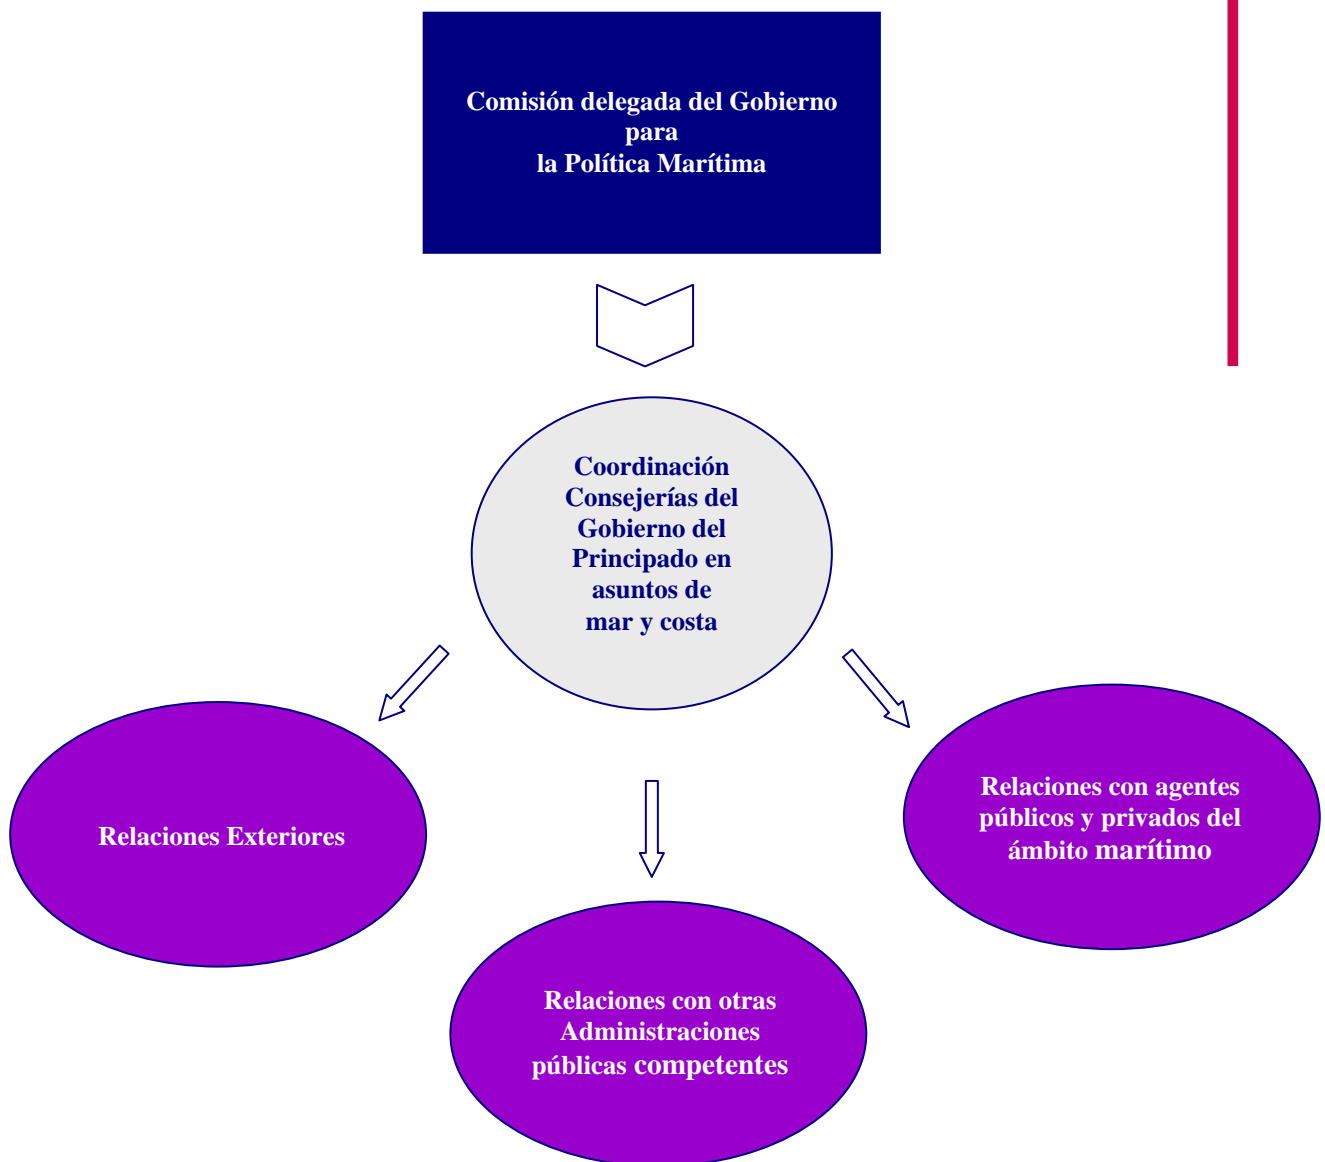 Comisión delegada del Gobierno
para
la Política Marítima
Coordinación
Consejerías del
Gobierno del
Principado en
asuntos de
mar y costa
Relaciones Exteriores
Relaciones con agentes
públicos y privados del
ámbito marítimo
Relaciones con otras
Administraciones
públicas competentes